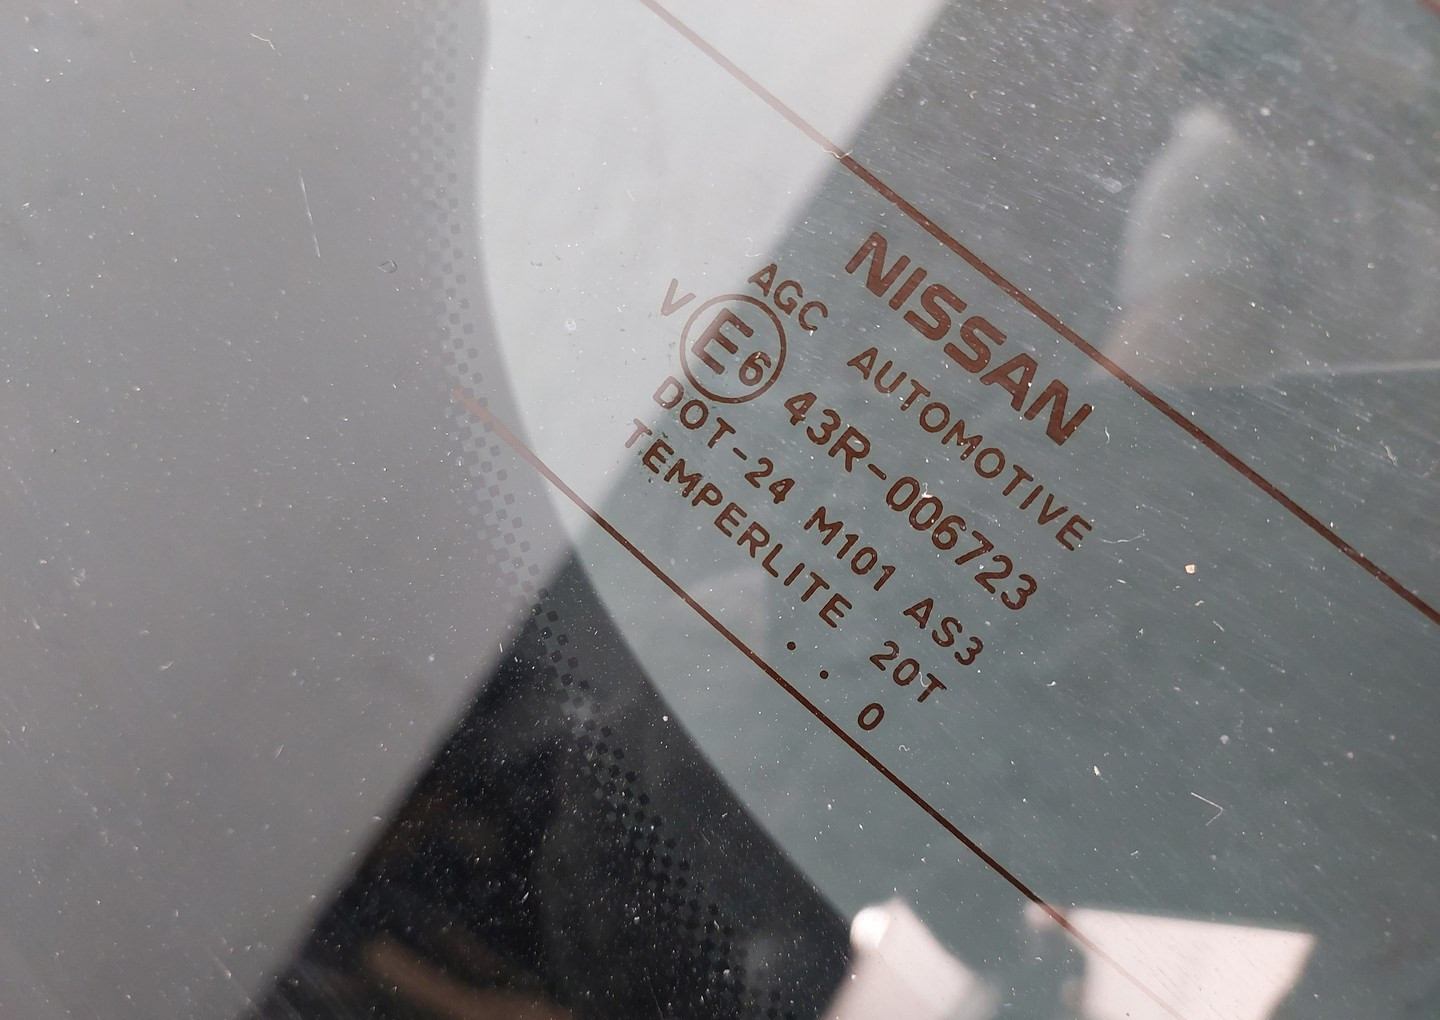 NISSAN
AGC AUTOMOTIVE
V E6 43R-006723
DOT-24 M101 AS3
TEMPERLITE 20T
. . 0